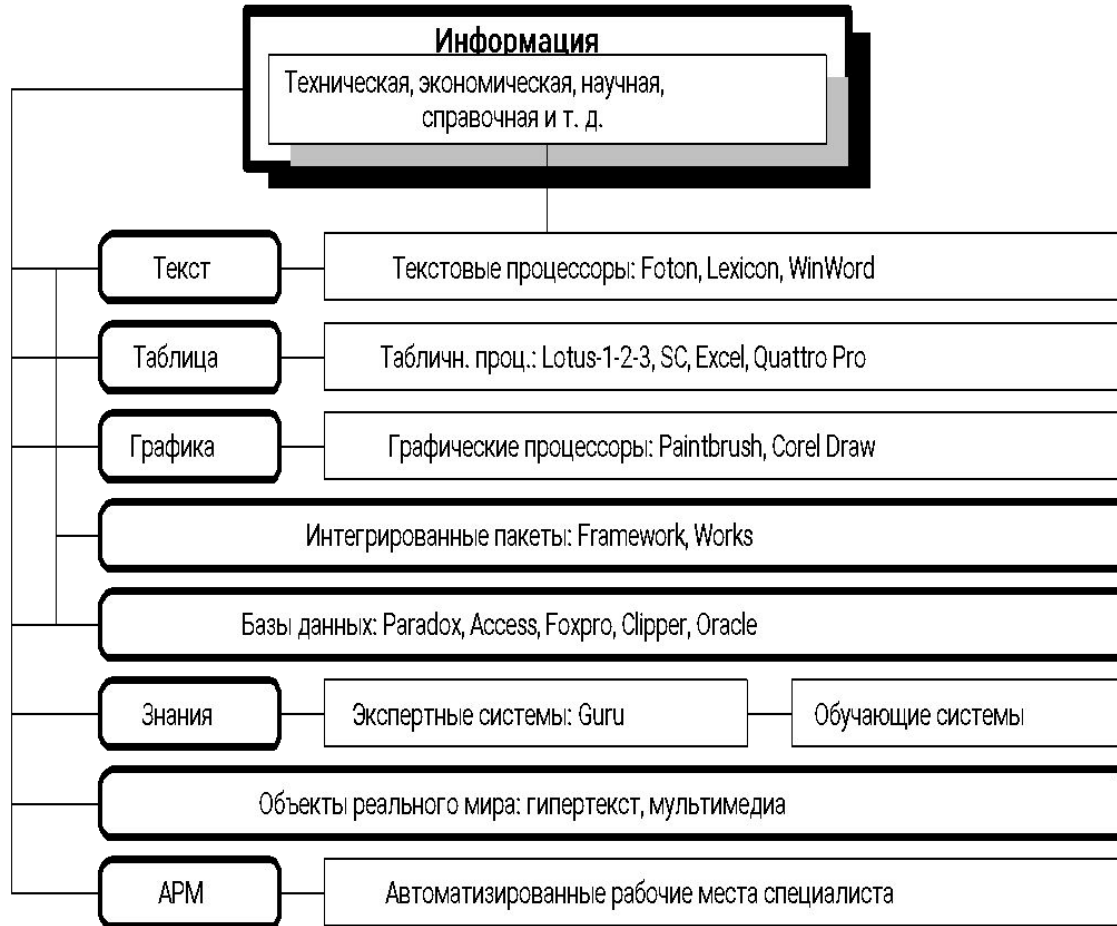 Информация
Техническая, экономическая, научная,
справочная и т. д.
Текст
Текстовые процессоры: Foton, Lexicon, WinWord
Таблица
Табличн. проц.: Lotus-1-2-3, SC, Excel, Quattro Pro
Графика
Графические процессоры: Paintbrush, Corel Draw
Интегрированные пакеты: Framework, Works
Базы данных: Paradox, Access, Foxpro, Clipper, Oracle
Знания
Экспертные системы: Guru
Обучающие системы
Объекты реального мира: гипертекст, мультимедиа
АРМ
Автоматизированные рабочие места специалиста